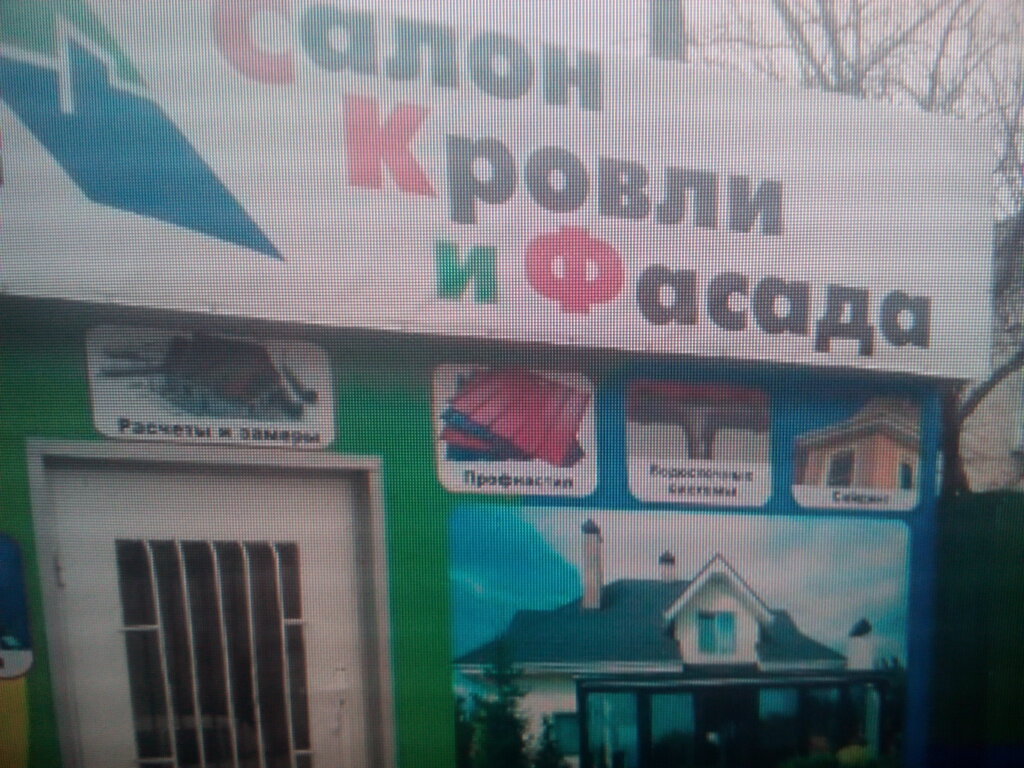 Салон
Кровли
и Фасада
Расчеты и замеры
Профнастил
Водосточные
системы
Сайдинг